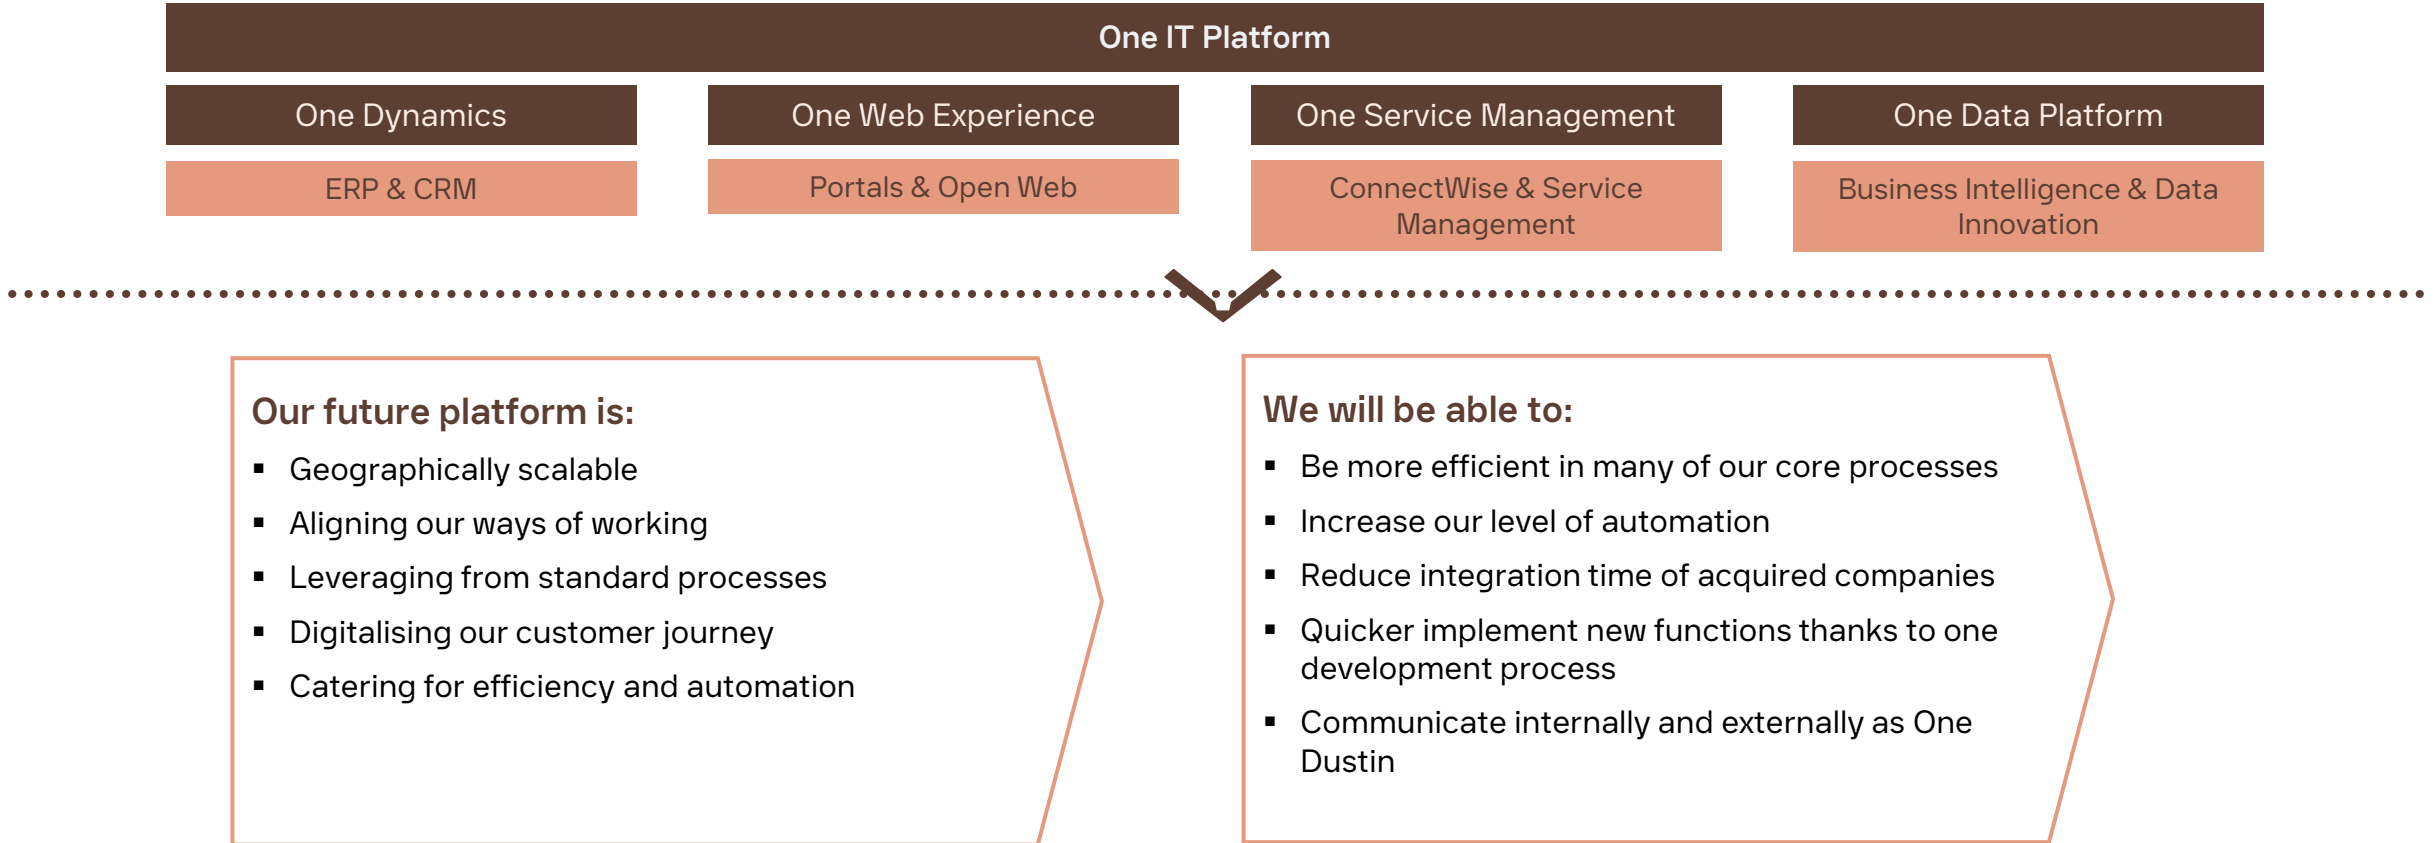 One IT Platform
One Dynamics
One Web Experience
One Service Management
One Data Platform
ERP & CRM
Portals & Open Web
ConnectWise & Service
Management
Business Intelligence & Data
Innovation
Our future platform is:
▪ Geographically scalable
▪ Aligning our ways of working
▪ Leveraging from standard processes
▪ Digitalising our customer journey
▪ Catering for efficiency and automation
We will be able to:
▪ Be more efficient in many of our core processes
▪ Increase our level of automation
▪ Reduce integration time of acquired companies
▪ Quicker implement new functions thanks to one
development process
▪ Communicate internally and externally as One
Dustin